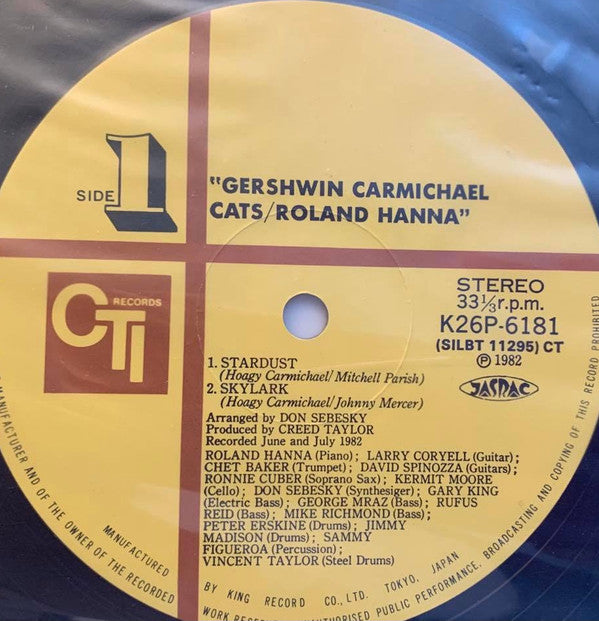 SIDE 1
"GERSHWIN CARMICHAEL
CATS/ROLAND HANNA"
CTI RECORDS
STEREO
33⅓r.p.m.
K26P-6181
(SILBT 11295) CT
Ⓟ 1982
JASRAC
1. STARDUST
(Hoagy Carmichael/Mitchell Parish)
2. SKYLARK
(Hoagy Carmichael/Johnny Mercer)
Arranged by DON SEBESKY
Produced by CREED TAYLOR
Recorded June and July 1982
ROLAND HANNA (Piano) ; LARRY CORYELL (Guitar) ;
CHET BAKER (Trumpet) ; DAVID SPINOZZA (Guitars) ;
RONNIE CUBER (Soprano Sax) ; KERMIT MOORE
(Cello) ; DON SEBESKY (Synthesiger) ; GARY KING
(Electric Bass) ; GEORGE MRAZ (Bass) ; RUFUS
REID (Bass) ; MIKE RICHMOND (Bass) ;
PETER ERSKINE (Drums) ; JIMMY
MADISON (Drums) ; SAMMY
FIGUEROA (Percussion) ;
VINCENT TAYLOR (Steel Drums)
MANUFACTURED BY KING RECORD CO., LTD. TOKYO, JAPAN
MANUFACTURER AND OF THE OWNER OF THE RECORDED WORK UNAUTHORISED PUBLIC PERFORMANCE, BROADCASTING AND COPYING OF THIS RECORD PROHIBITED